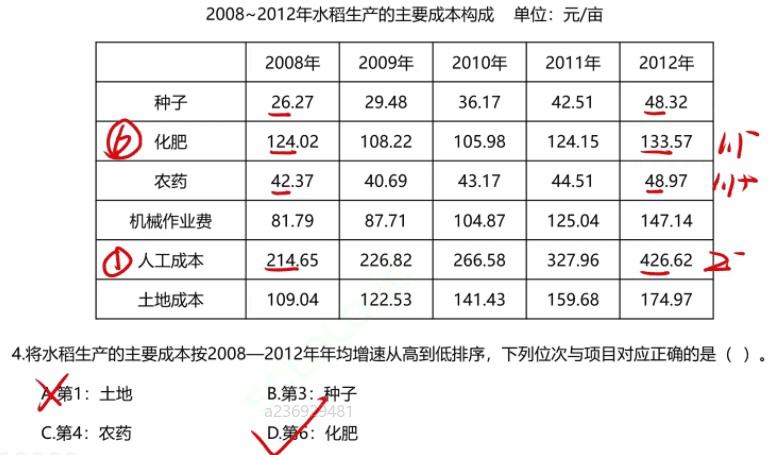 2008~2012年水稻生产的主要成本构成 单位：元/亩
2008年 2009年 2010年 2011年 2012年
种子 26.27 29.48 36.17 42.51 48.32
⑥ 化肥 124.02 108.22 105.98 124.15 133.57
农药 42.37 40.69 43.17 44.51 48.97
机械作业费 81.79 87.71 104.87 125.04 147.14
① 人工成本 214.65 226.82 266.58 327.96 426.62
土地成本 109.04 122.53 141.43 159.68 174.97
4.将水稻生产的主要成本按2008—2012年年均增速从高到低排序，下列位次与项目对应正确的是（ ）。
A.第1：土地 B.第3：种子
a236929481
C.第4：农药 D.第6：化肥